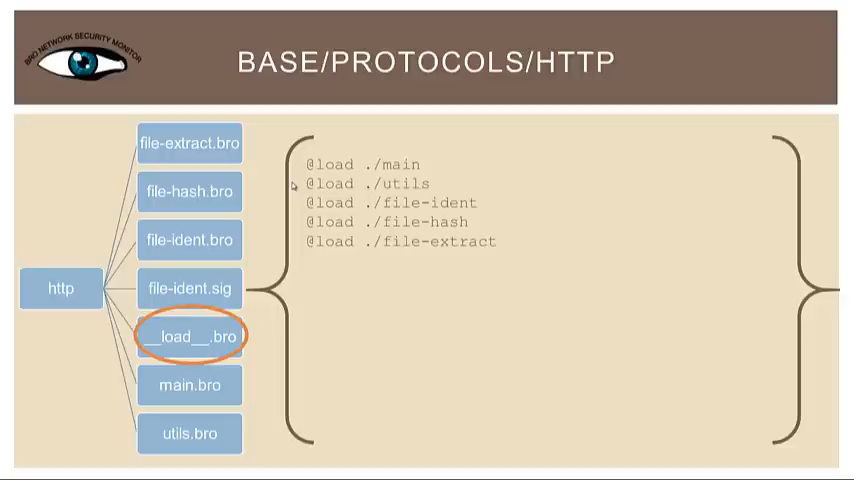 BRO NETWORK SECURITY MONITOR
BASE/PROTOCOLS/HTTP
file-extract.bro
file-hash.bro
file-ident.bro
http
file-ident.sig
__load__.bro
main.bro
utils.bro
@load ./main
@load ./utils
@load ./file-ident
@load ./file-hash
@load ./file-extract